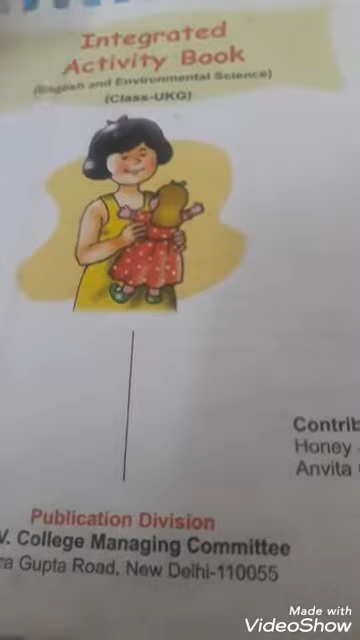 Integrated
Activity Book
(English and Environmental Science)
(Class-UKG)
Contrib
Honey
Anvita
Publication Division
V. College Managing Committee
ra Gupta Road, New Delhi-110055
Made with
VideoShow